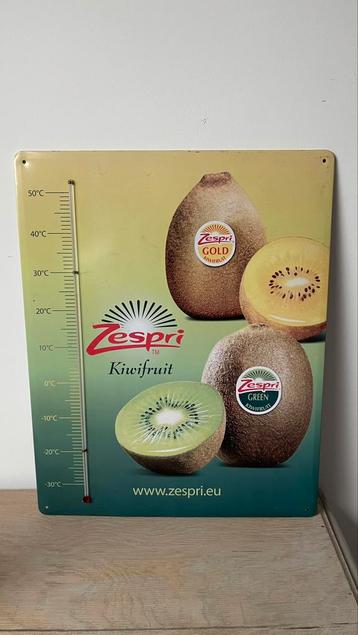 50°C
40°C
30°C
20°C
10°C
0°C
-10°C
-20°C
-30°C
Zespri
GOLD
KIWIFRUIT
Zespri
TM
Kiwifruit
Zespri
GREEN
KIWIFRUIT
www.zespri.eu